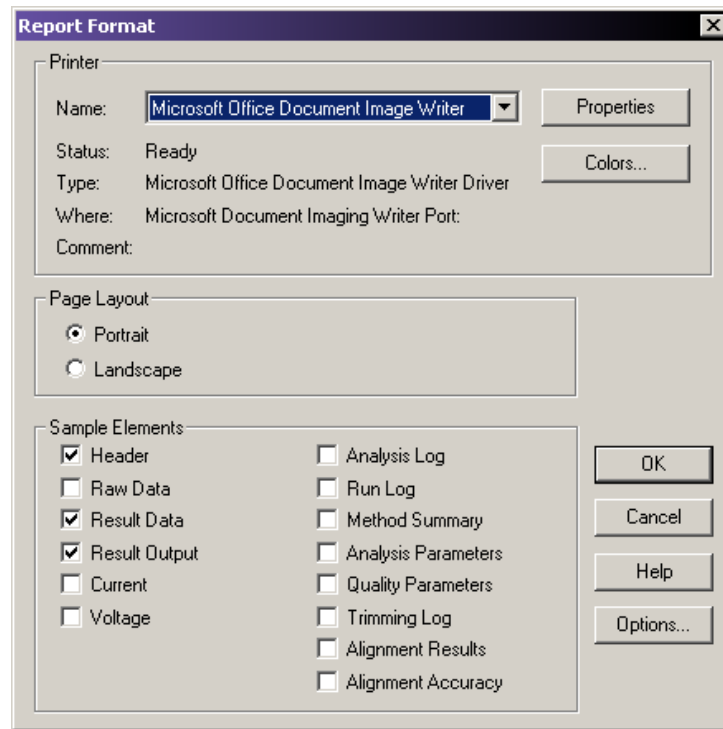 Report Format
Printer
Name: Microsoft Office Document Image Writer Properties
Status: Ready
Colors...
Type: Microsoft Office Document Image Writer Driver
Where: Microsoft Document Imaging Writer Port:
Comment:
Page Layout
Portrait
Landscape
Sample Elements
Header
Raw Data
Result Data
Result Output
Current
Voltage
Analysis Log
Run Log
Method Summary
Analysis Parameters
Quality Parameters
Trimming Log
Alignment Results
Alignment Accuracy
OK
Cancel
Help
Options...